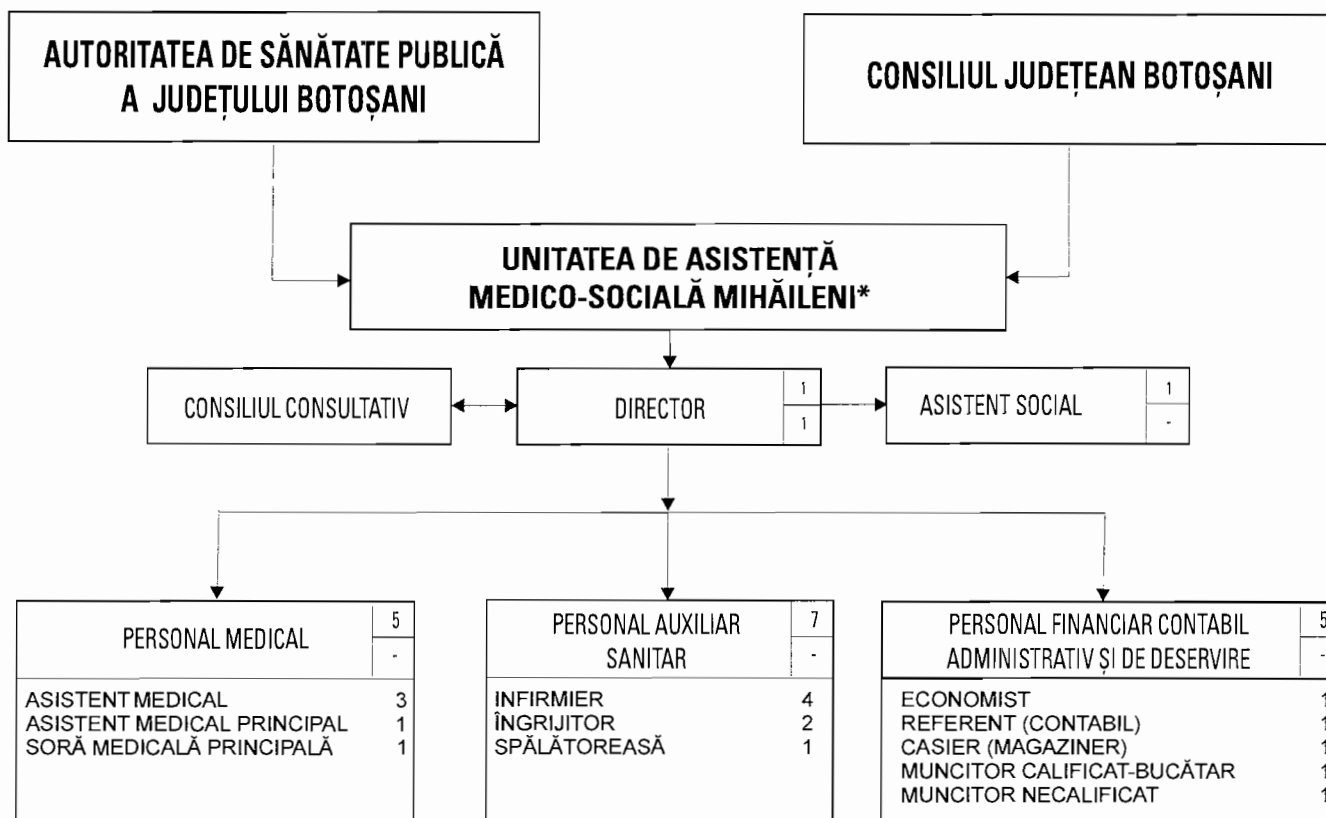 AUTORITATEA DE SĂNĂTATE PUBLICĂ
A JUDEȚULUI BOTOȘANI
CONSILIUL JUDEȚEAN BOTOȘANI
UNITATEA DE ASISTENȚĂ
MEDICO-SOCIALĂ MIHĂILENI*
CONSILIUL CONSULTATIV
DIRECTOR
1
1
ASISTENT SOCIAL
1
-
PERSONAL MEDICAL
5
-
ASISTENT MEDICAL 3
ASISTENT MEDICAL PRINCIPAL 1
SORĂ MEDICALĂ PRINCIPALĂ 1
PERSONAL AUXILIAR
SANITAR
7
-
INFIRMIER 4
ÎNGRIJITOR 2
SPĂLĂTOREASĂ 1
PERSONAL FINANCIAR CONTABIL
ADMINISTRATIV ȘI DE DESERVIRE
5
-
ECONOMIST 1
REFERENT (CONTABIL) 1
CASIER (MAGAZINER) 1
MUNCITOR CALIFICAT-BUCĂTAR 1
MUNCITOR NECALIFICAT 1